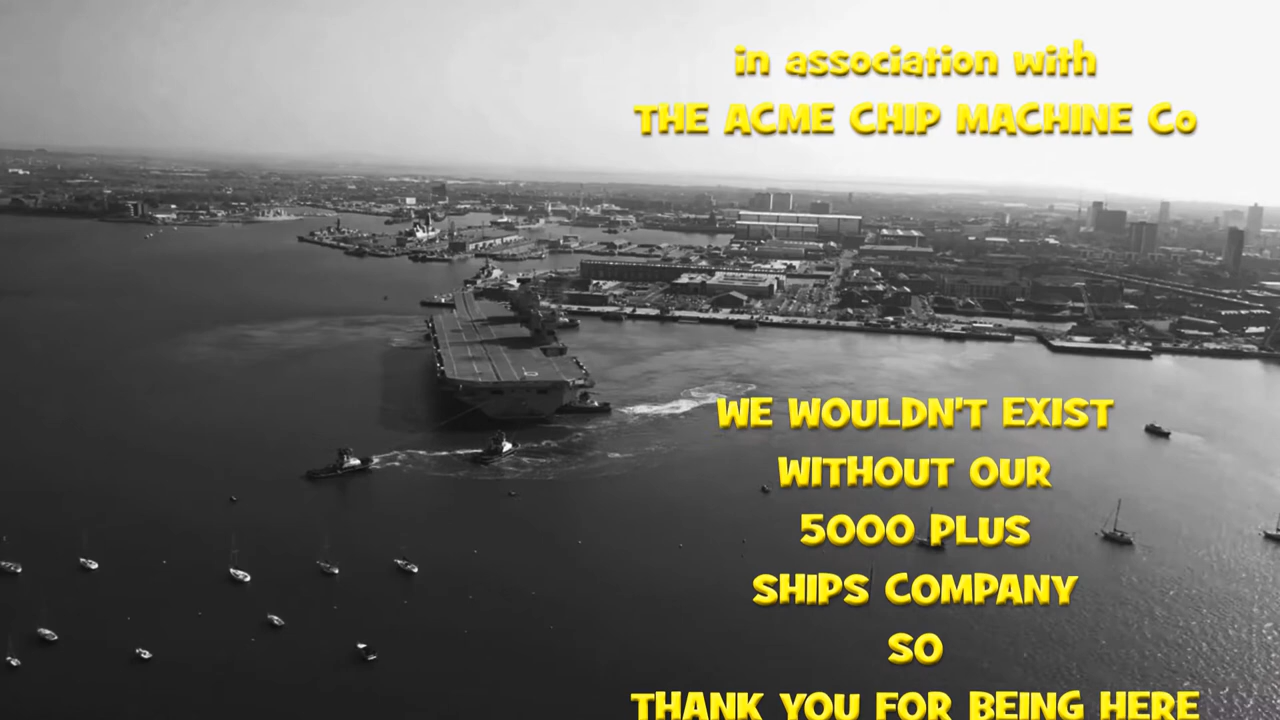 in association with
THE ACME CHIP MACHINE Co
WE WOULDN'T EXIST
WITHOUT OUR
5000 PLUS
SHIPS COMPANY
SO
THANK YOU FOR BEING HERE